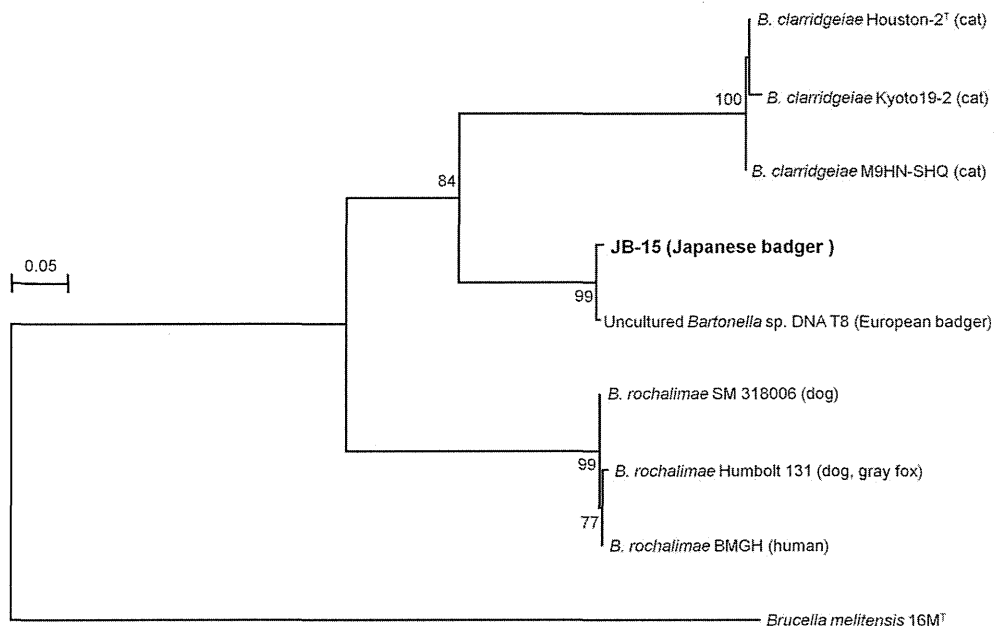 B. clarridgeiae Houston-2ᵀ (cat)
B. clarridgeiae Kyoto19-2 (cat)
100
B. clarridgeiae M9HN-SHQ (cat)
84
JB-15 (Japanese badger )
0.05
99
Uncultured Bartonella sp. DNA T8 (European badger)
B. rochalimae SM 318006 (dog)
99
B. rochalimae Humbolt 131 (dog, gray fox)
77
B. rochalimae BMGH (human)
Brucella melitensis 16Mᵀ